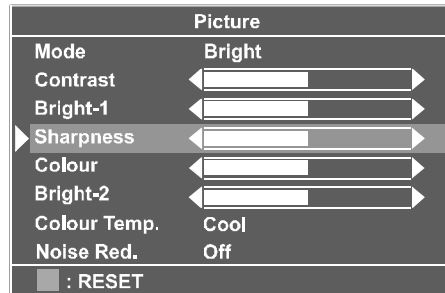 Picture
Mode Bright
Contrast
Bright-1
Sharpness
Colour
Bright-2
Colour Temp. Cool
Noise Red. Off
: RESET